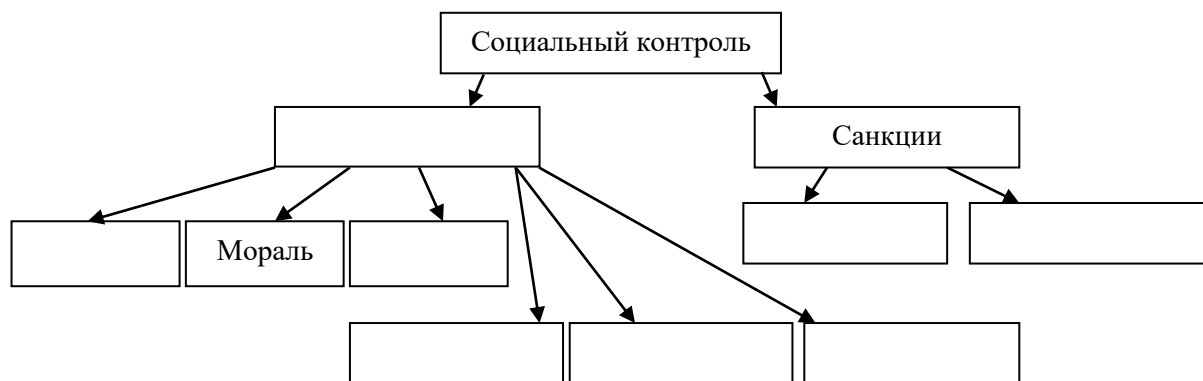 Социальный контроль
Санкции
Мораль